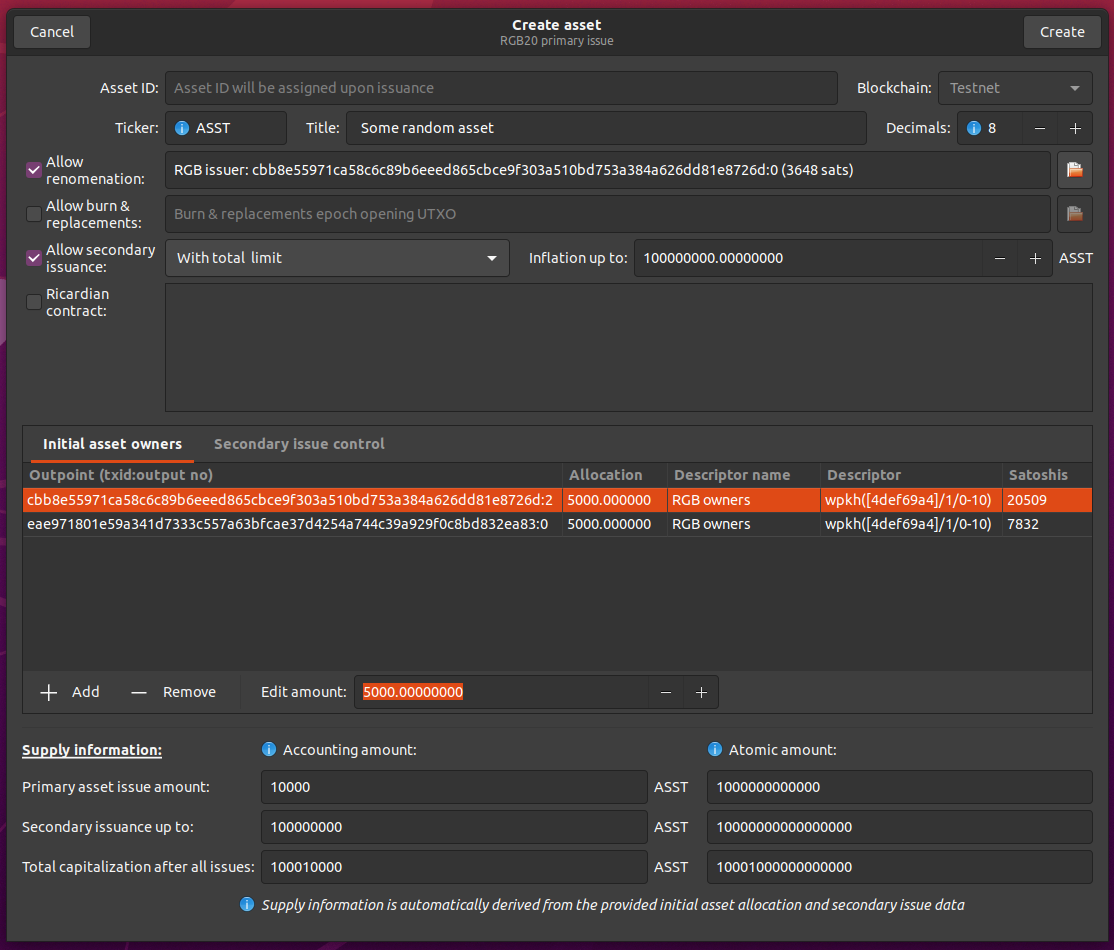 Cancel
Create asset
RGB20 primary issue
Create
Asset ID: Asset ID will be assigned upon issuance Blockchain: Testnet
Ticker: ASST Title: Some random asset Decimals: 8
Allow renomenation: RGB issuer: cbb8e55971ca58c6c89b6eeed865cbce9f303a510bd753a384a626dd81e8726d:0 (3648 sats)
Allow burn & replacements: Burn & replacements epoch opening UTXO
Allow secondary issuance: With total limit Inflation up to: 100000000.00000000 ASST
Ricardian contract:
Initial asset owners Secondary issue control
Outpoint (txid:output no) Allocation Descriptor name Descriptor Satoshis
cbb8e55971ca58c6c89b6eeed865cbce9f303a510bd753a384a626dd81e8726d:2 5000.000000 RGB owners wpkh([4def69a4]/1/0-10) 20509
eae971801e59a341d7333c557a63bfcae37d4254a744c39a929f0c8bd832ea83:0 5000.000000 RGB owners wpkh([4def69a4]/1/0-10) 7832
Add Remove Edit amount: 5000.00000000
Supply information: Accounting amount: Atomic amount:
Primary asset issue amount: 10000 ASST 1000000000000
Secondary issuance up to: 100000000 ASST 10000000000000000
Total capitalization after all issues: 100010000 ASST 10001000000000000
Supply information is automatically derived from the provided initial asset allocation and secondary issue data